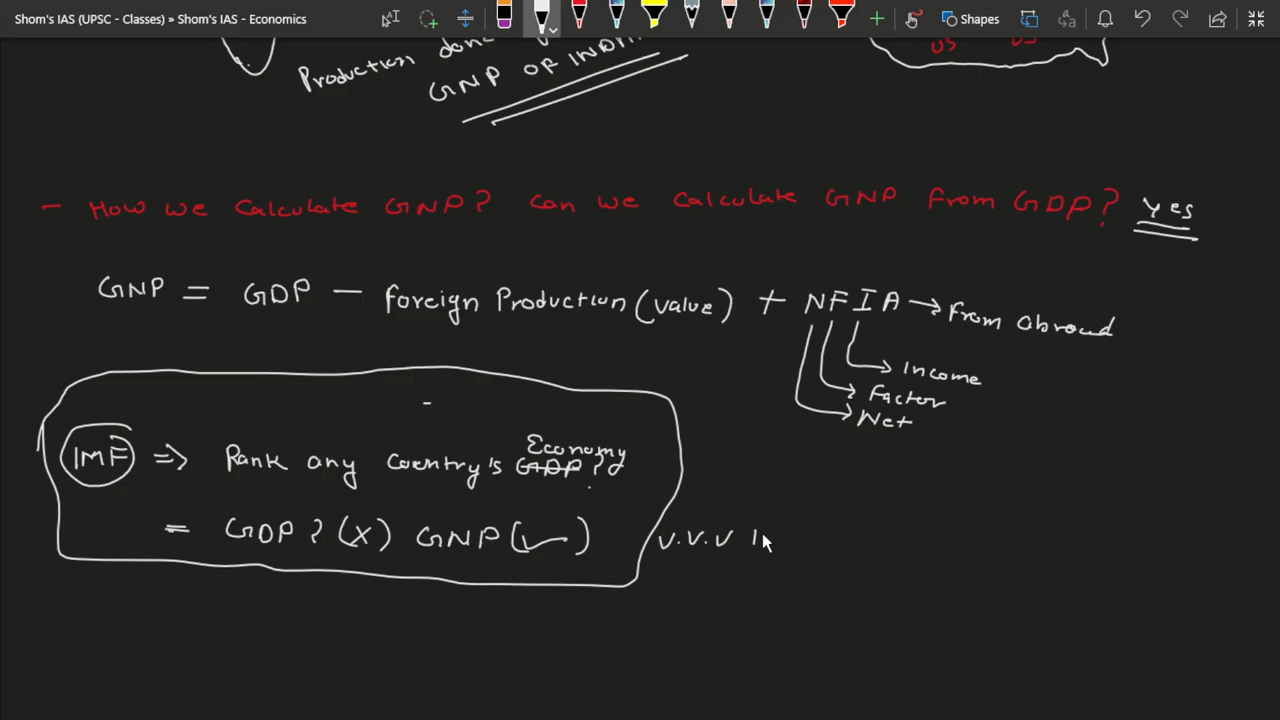 Shom's IAS (UPSC - Classes) » Shom's IAS - Economics
Shapes
Production done
GNP OF INDIA
US US
- How we calculate GNP? Can we calculate GNP from GDP? Yes
GNP = GDP - foreign Production (value) + NFIA → From abroad
Income
Factor
Net
IMF ⇒ Rank any Country's GDP? Economy
= GDP? (X) GNP (✓) V.V.V I